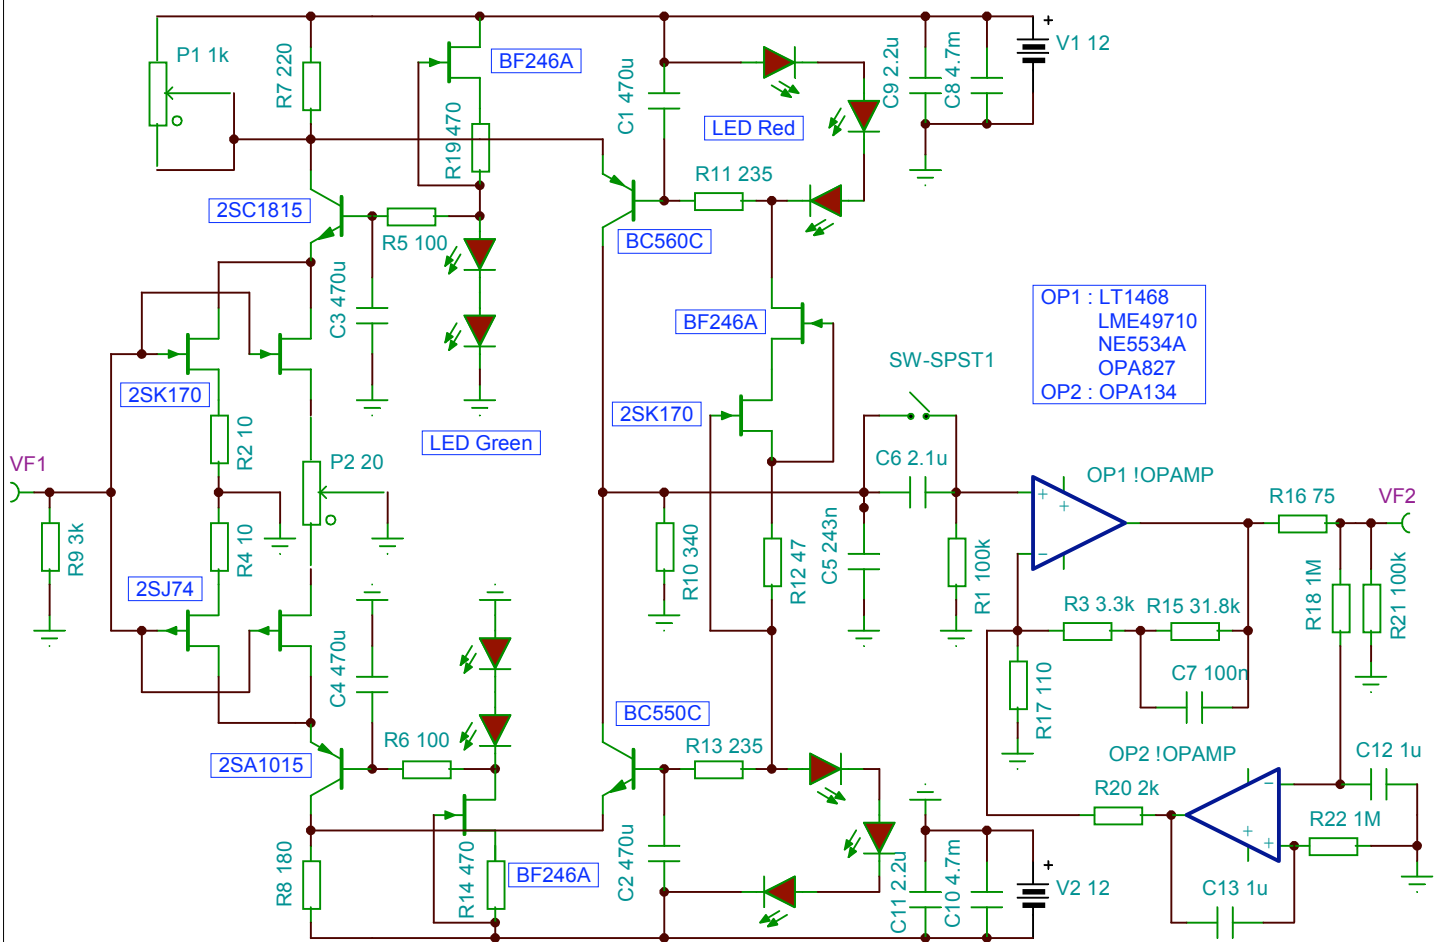 P1 1k
R7 220
BF246A
R19 470
C1 470u
LED Red
C9 2.2u
C8 4.7m
+
V1 12
R11 235
2SC1815
R5 100
BC560C
C3 470u
BF246A
OP1 : LT1468
LME49710
NE5534A
OPA827
OP2 : OPA134
SW-SPST1
2SK170
2SK170
R2 10
LED Green
P2 20
C6 2.1u
VF1
OP1 !OPAMP
+
+
−
R16 75
VF2
R9 3k
R4 10
R10 340
R12 47
C5 243n
R1 100k
2SJ74
R3 3.3k
R15 31.8k
R18 1M
R21 100k
C4 470u
C7 100n
R17 110
BC550C
R6 100
R13 235
2SA1015
OP2 !OPAMP
C12 1u
R20 2k
−
+
+
R22 1M
R8 180
R14 470
BF246A
C2 470u
C11 2.2u
C10 4.7m
+
V2 12
C13 1u